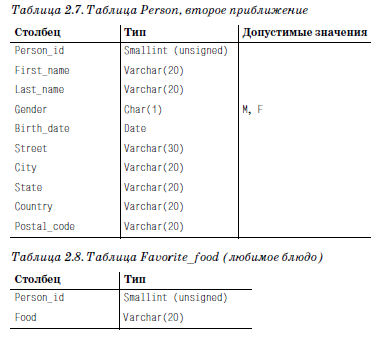 Таблица 2.7. Таблица Person, второе приближение
Столбец Тип Допустимые значения
Person_id Smallint (unsigned)
First_name Varchar(20)
Last_name Varchar(20)
Gender Char(1) M, F
Birth_date Date
Street Varchar(30)
City Varchar(20)
State Varchar(20)
Country Varchar(20)
Postal_code Varchar(20)
Таблица 2.8. Таблица Favorite_food (любимое блюдо)
Столбец Тип
Person_id Smallint (unsigned)
Food Varchar(20)